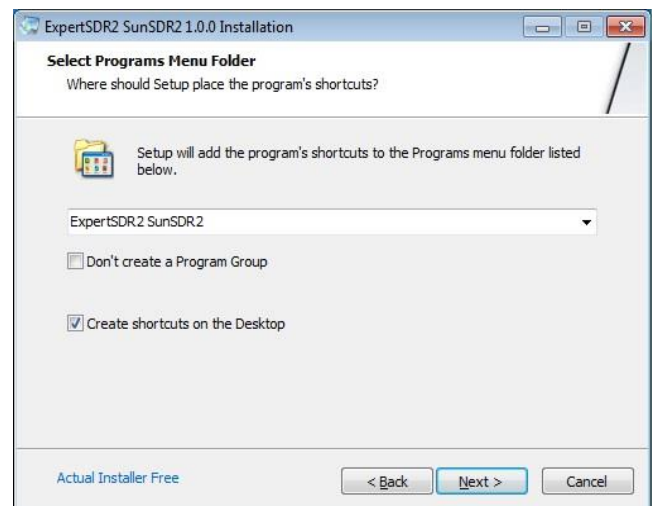 ExpertSDR2 SunSDR2 1.0.0 Installation
Select Programs Menu Folder
Where should Setup place the program's shortcuts?
Setup will add the program's shortcuts to the Programs menu folder listed
below.
ExpertSDR2 SunSDR2
Don't create a Program Group
Create shortcuts on the Desktop
Actual Installer Free
< Back
Next >
Cancel